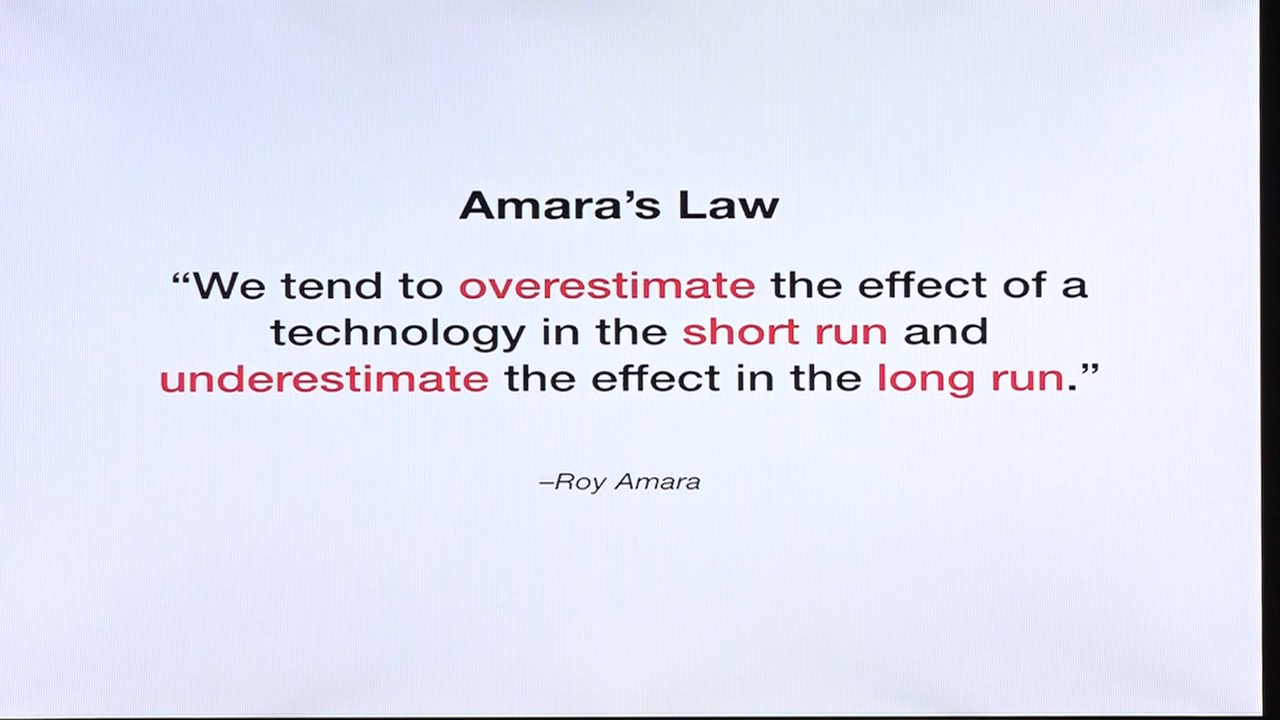 Amara’s Law
“We tend to overestimate the effect of a
technology in the short run and
underestimate the effect in the long run.”
–Roy Amara